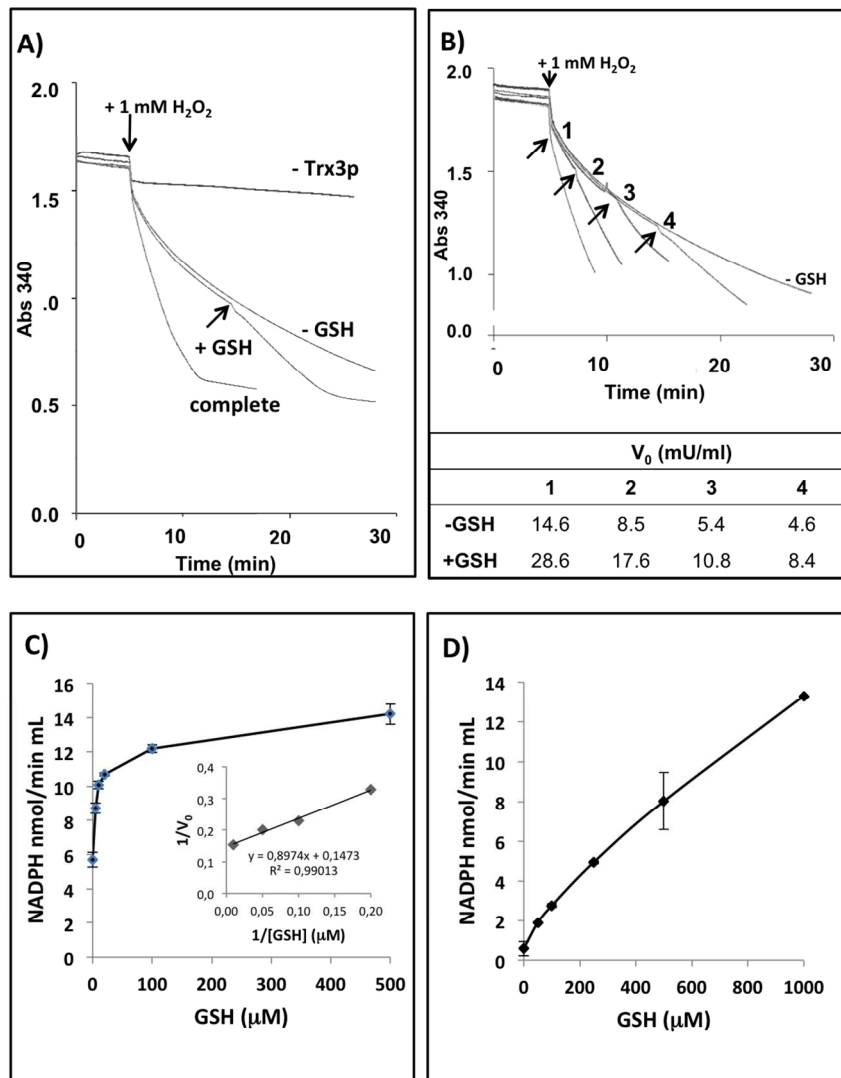 A)
+ 1 mM H₂O₂
2.0
1.5
.0
0.5
0.0
Abs 340
- Trx3p
- GSH
+ GSH
complete
0 10 20 30
Time (min)
B)
+ 1 mM H₂O₂
2.0
1.5
1.0
0.0
Abs 340
1
2
3
4
- GSH
0 10 20 30
Time (min)
V₀ (mU/ml)
1 2 3 4
-GSH 14.6 8.5 5.4 4.6
+GSH 28.6 17.6 10.8 8.4
C)
16
14
12
10
8
6
4
2
0
NADPH nmol/min mL
0 100 200 300 400 500
GSH (µM)
0,4
0,3
0,2
0,1
0,0
1/V₀
y = 0,8974x + 0,1473
R² = 0,99013
0,00 0,05 0,10 0,15 0,20
1/[GSH] (µM)
D)
14
12
10
8
6
4
2
0
NADPH nmol/min mL
0 200 400 600 800 1000
GSH (µM)